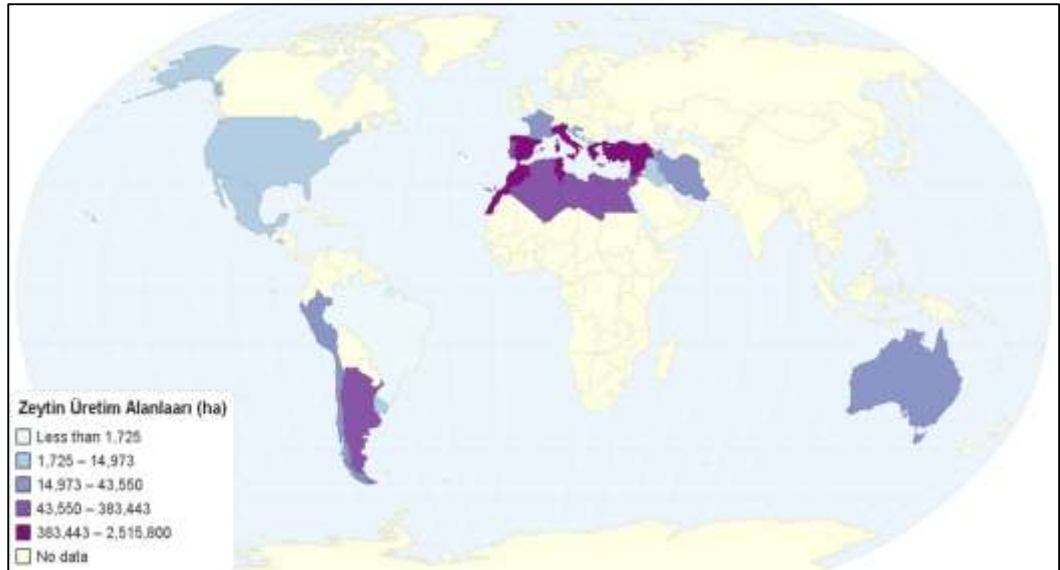 Zeytin Üretim Alanlaarı (ha)
Less than 1,725
1,725 – 14,973
14,973 – 43,550
43,550 – 383,443
383,443 – 2,515,800
No data